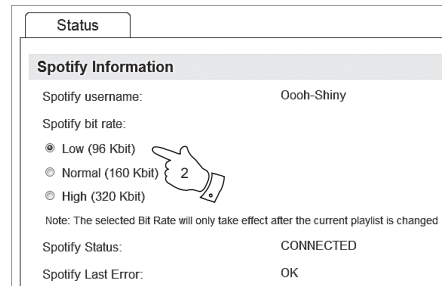 Status
Spotify Information
Spotify username: Oooh-Shiny
Spotify bit rate:
Low (96 Kbit)
Normal (160 Kbit) 2
High (320 Kbit)
Note: The selected Bit Rate will only take effect after the current playlist is changed
Spotify Status: CONNECTED
Spotify Last Error: OK